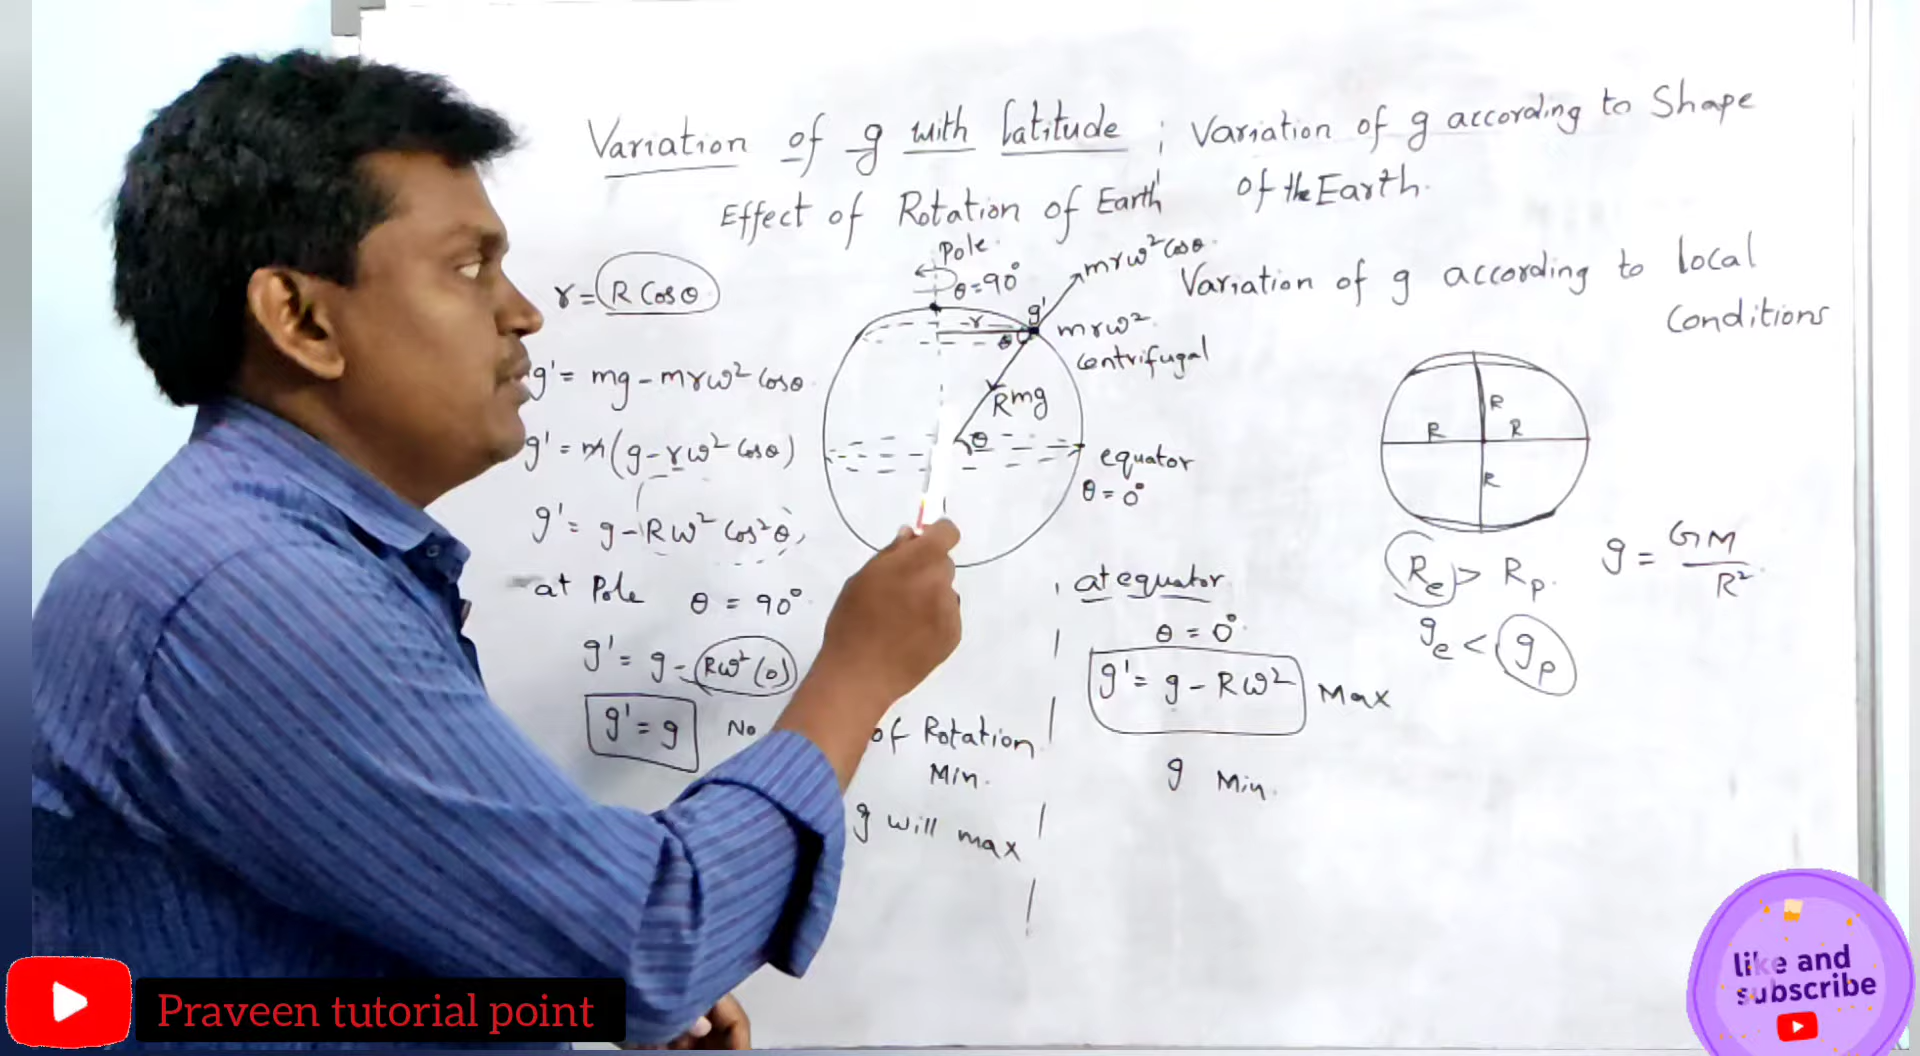 Variation of g with latitude ; Variation of g according to Shape
of the Earth.
Effect of Rotation of Earth
Variation of g according to local
conditions
Pole
θ=90°
r = R Cosθ
g' = mg - mrω² Cosθ
g' = m(g - rω² Cosθ)
g' = g - Rω² Cos²θ
at Pole θ = 90°
g' = g - Rω²(0)
g' = g
No
of Rotation
Min.
g will max
mrω² Cosθ
g'
r
θ
mrω²
centrifugal
mg
R
θ
equator
θ = 0°
at equator
θ = 0°
g' = g - Rω² Max
g Min.
R
R
R
R
Re > Rp.
g = GM
R²
ge < gp
Praveen tutorial point
like and
subscribe